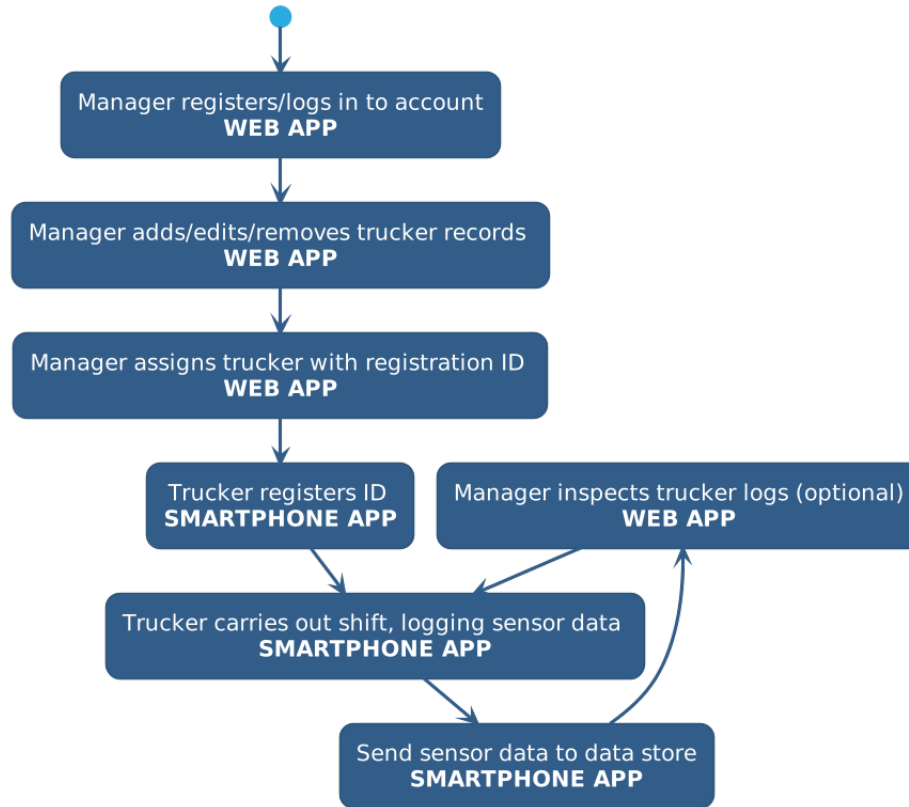 Manager registers/logs in to account
WEB APP
Manager adds/edits/removes trucker records
WEB APP
Manager assigns trucker with registration ID
WEB APP
Trucker registers ID
SMARTPHONE APP
Manager inspects trucker logs (optional)
WEB APP
Trucker carries out shift, logging sensor data
SMARTPHONE APP
Send sensor data to data store
SMARTPHONE APP